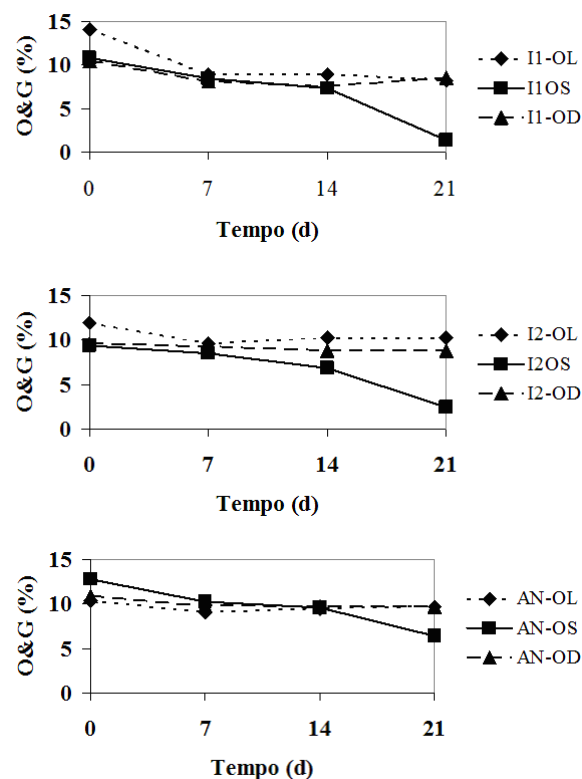 O&G (%)
15
10
5
0
0 7 14 21
Tempo (d)
I1-OL
I1OS
I1-OD
O&G (%)
15
10
5
0
0 7 14 21
Tempo (d)
I2-OL
I2OS
I2-OD
O&G (%)
15
10
5
0
0 7 14 21
Tempo (d)
AN-OL
AN-OS
AN-OD